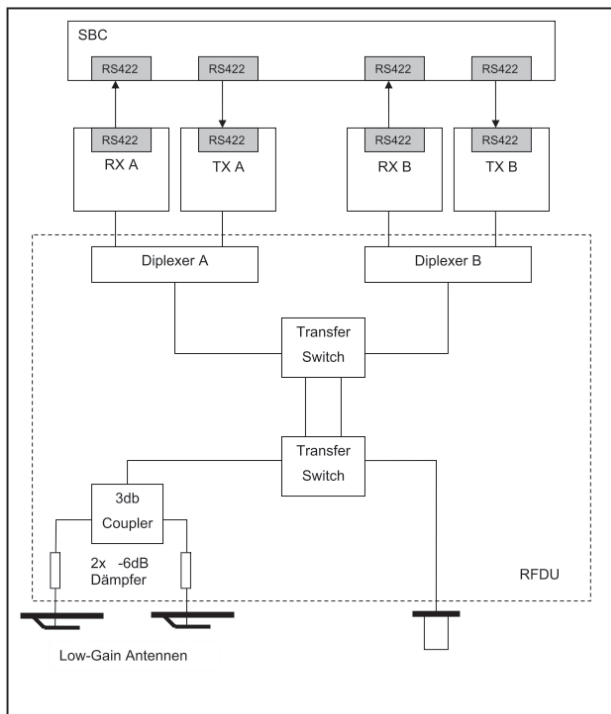 SBC
RS422 RS422 RS422 RS422
RS422 RS422 RS422 RS422
RX A TX A RX B TX B
Diplexer A Diplexer B
Transfer
Switch
Transfer
Switch
3db
Coupler
2x -6dB
Dämpfer
RFDU
Low-Gain Antennen